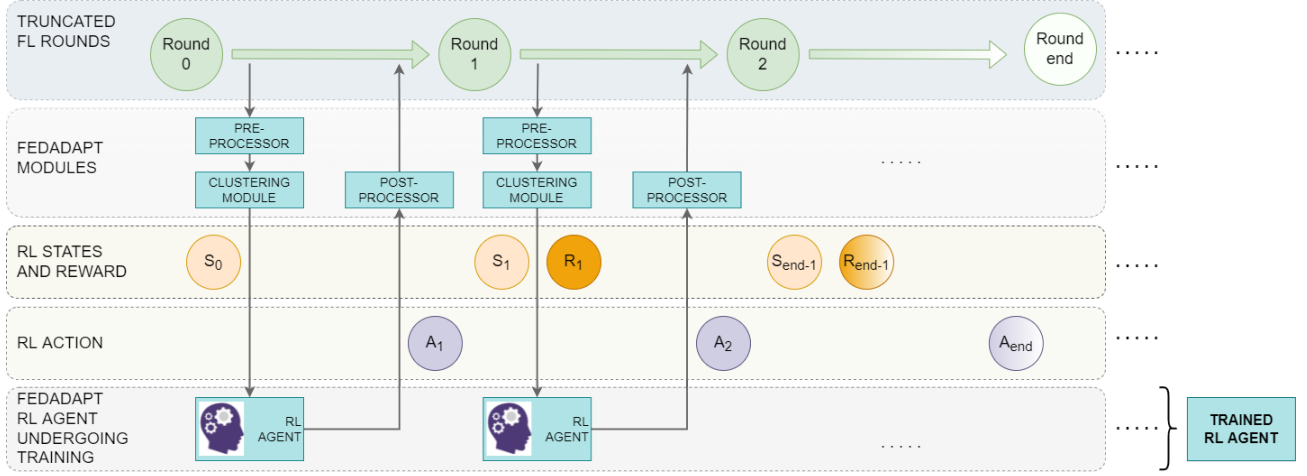 TRUNCATED
FL ROUNDS
Round
0
Round
1
Round
2
Round
end
.....
FEDADAPT
MODULES
PRE-
PROCESSOR
CLUSTERING
MODULE
POST-
PROCESSOR
PRE-
PROCESSOR
CLUSTERING
MODULE
POST-
PROCESSOR
.....
.....
RL STATES
AND REWARD
S0
S1
R1
Send-1
Rend-1
.....
RL ACTION
A1
A2
Aend
.....
FEDADAPT
RL AGENT
UNDERGOING
TRAINING
RL
AGENT
RL
AGENT
.....
.....
TRAINED
RL AGENT